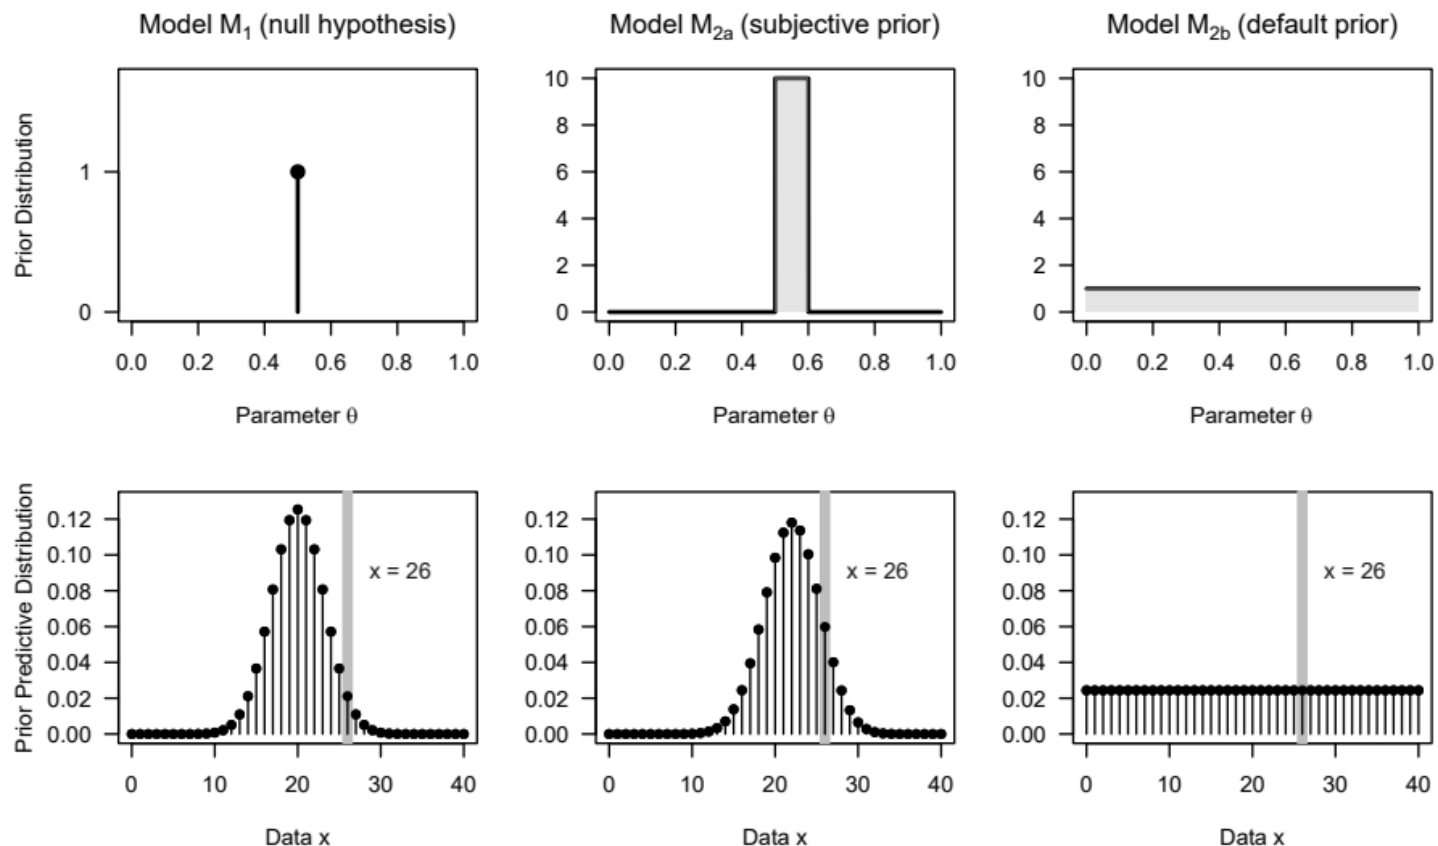 Model M₁ (null hypothesis)
Model M₂ₐ (subjective prior)
Model M₂b (default prior)
Prior Distribution
1
0
0.0 0.2 0.4 0.6 0.8 1.0
Parameter θ
10
8
6
4
2
0
0.0 0.2 0.4 0.6 0.8 1.0
Parameter θ
10
8
6
4
2
0
0.0 0.2 0.4 0.6 0.8 1.0
Parameter θ
Prior Predictive Distribution
0.12
0.10
0.08
0.06
0.04
0.02
0.00
x = 26
0 10 20 30 40
Data x
0.12
0.10
0.08
0.06
0.04
0.02
0.00
x = 26
0 10 20 30 40
Data x
0.12
0.10
0.08
0.06
0.04
0.02
0.00
x = 26
0 10 20 30 40
Data x